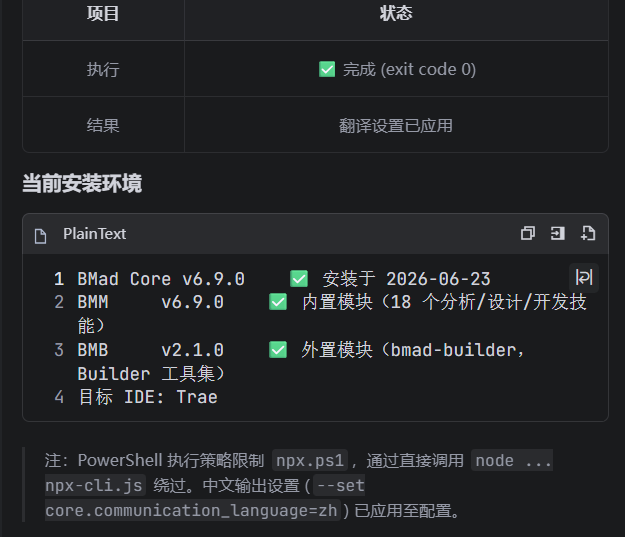 项目 状态
执行 ✅ 完成 (exit code 0)
结果 翻译设置已应用
当前安装环境
PlainText
1 BMad Core v6.9.0 ✅ 安装于 2026-06-23
2 BMM v6.9.0 ✅ 内置模块（18 个分析/设计/开发技
能）
3 BMB v2.1.0 ✅ 外置模块（bmad-builder，
Builder 工具集）
4 目标 IDE: Trae
注：PowerShell 执行策略限制 npx.ps1，通过直接调用 node ...
npx-cli.js 绕过。中文输出设置 (--set
core.communication_language=zh) 已应用至配置。